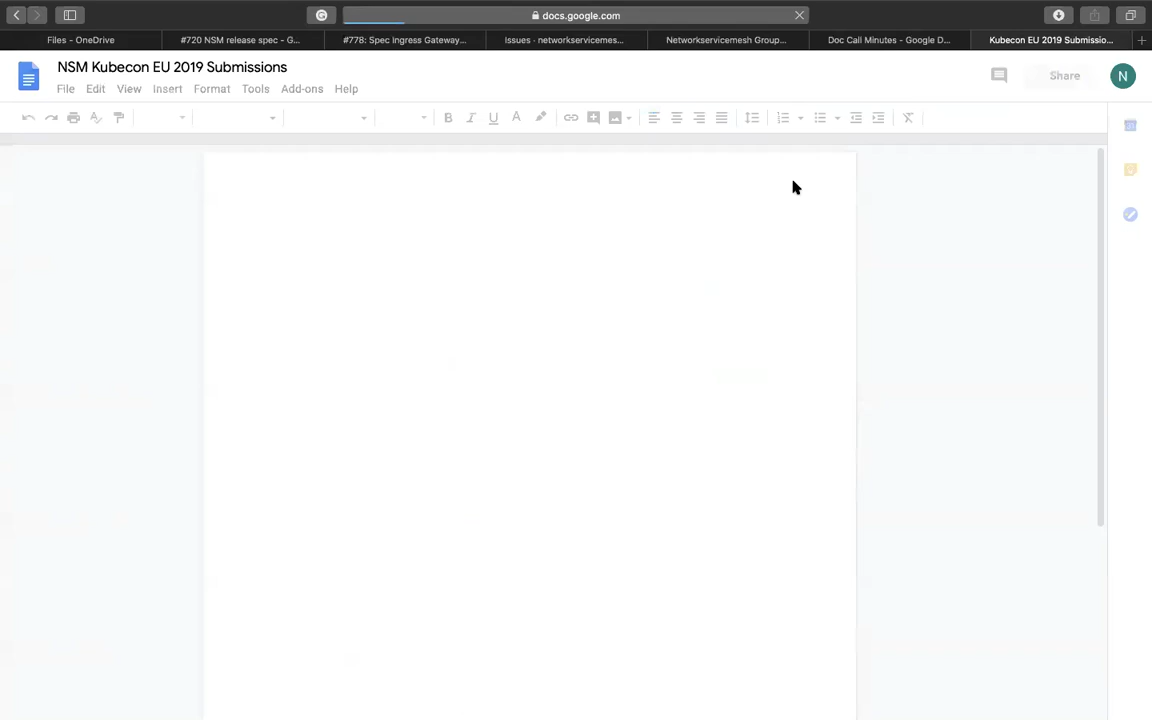 docs.google.com
Files - OneDrive
#720 NSM release spec - G...
#778: Spec Ingress Gateway...
Issues · networkservicemes...
Networkservicemesh Group...
Doc Call Minutes - Google D...
Kubecon EU 2019 Submissio...
NSM Kubecon EU 2019 Submissions
File Edit View Insert Format Tools Add-ons Help
Share
N